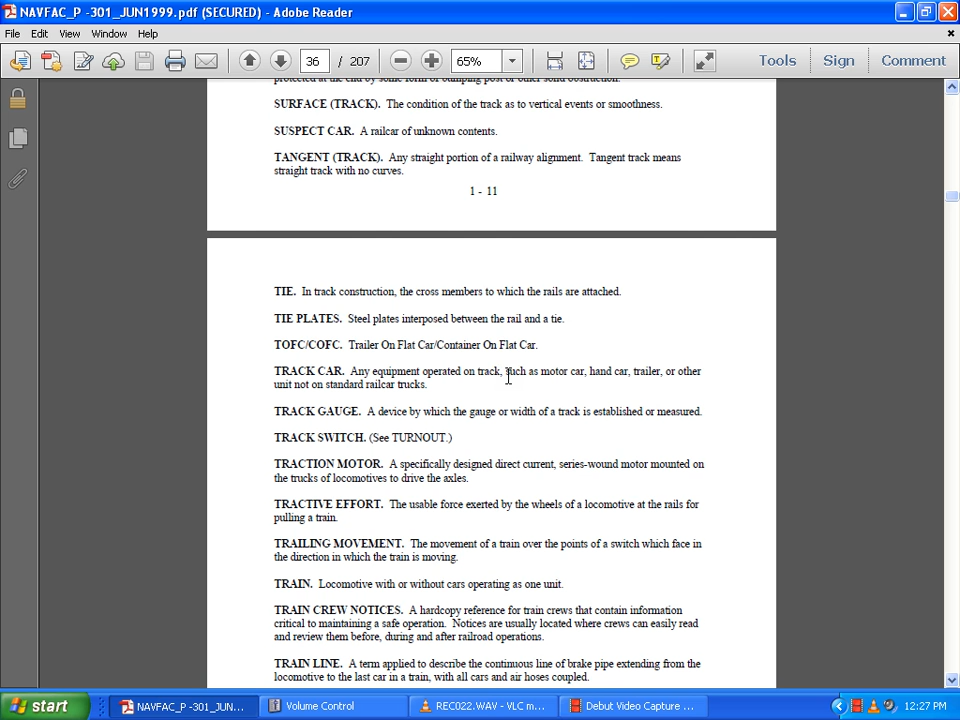 NAVFAC_P -301_JUN1999.pdf (SECURED) - Adobe Reader
File Edit View Window Help
36 / 207 65% Tools Sign Comment
protected at the end by some form of bumping post or other solid obstruction.
SURFACE (TRACK). The condition of the track as to vertical events or smoothness.
SUSPECT CAR. A railcar of unknown contents.
TANGENT (TRACK). Any straight portion of a railway alignment. Tangent track means
straight track with no curves.
1 - 11
TIE. In track construction, the cross members to which the rails are attached.
TIE PLATES. Steel plates interposed between the rail and a tie.
TOFC/COFC. Trailer On Flat Car/Container On Flat Car.
TRACK CAR. Any equipment operated on track, such as motor car, hand car, trailer, or other
unit not on standard railcar trucks.
TRACK GAUGE. A device by which the gauge or width of a track is established or measured.
TRACK SWITCH. (See TURNOUT.)
TRACTION MOTOR. A specifically designed direct current, series-wound motor mounted on
the trucks of locomotives to drive the axles.
TRACTIVE EFFORT. The usable force exerted by the wheels of a locomotive at the rails for
pulling a train.
TRAILING MOVEMENT. The movement of a train over the points of a switch which face in
the direction in which the train is moving.
TRAIN. Locomotive with or without cars operating as one unit.
TRAIN CREW NOTICES. A hardcopy reference for train crews that contain information
critical to maintaining a safe operation. Notices are usually located where crews can easily read
and review them before, during and after railroad operations.
TRAIN LINE. A term applied to describe the continuous line of brake pipe extending from the
locomotive to the last car in a train, with all cars and air hoses coupled.
start NAVFAC_P -301_JUN... Volume Control REC022.WAV - VLC m... Debut Video Capture ... 12:27 PM